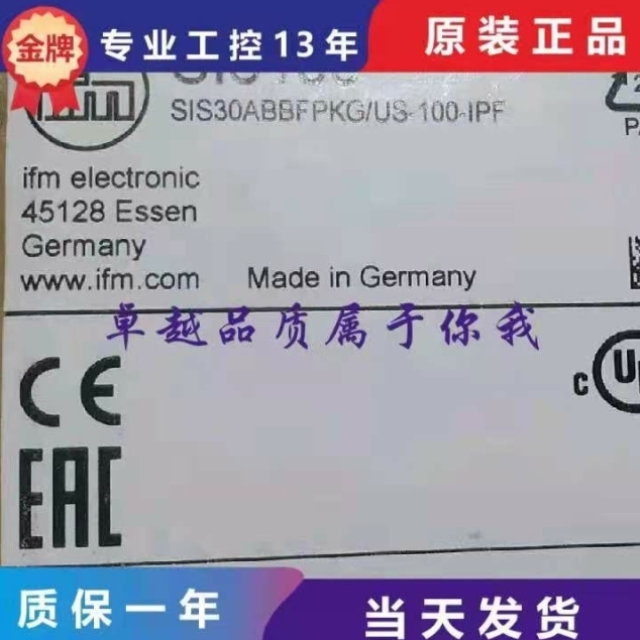 金牌
专业工控13年
原装正品
SIS30ABBFPKG/US-100-IPF
ifm electronic
45128 Essen
Germany
www.ifm.com
Made in Germany
卓越品质属于你我
CE
EAC
c
质保一年
当天发货